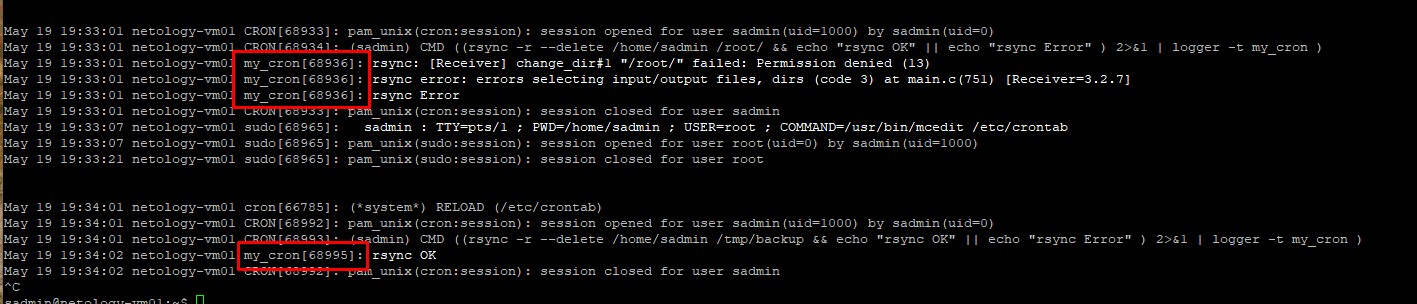 May 19 19:33:01 netology-vm01 CRON[68933]: pam_unix(cron:session): session opened for user sadmin(uid=1000) by sadmin(uid=0)
May 19 19:33:01 netology-vm01 CRON[68934]: (sadmin) CMD ((rsync -r --delete /home/sadmin /root/ && echo "rsync OK" || echo "rsync Error" ) 2>&1 | logger -t my_cron )
May 19 19:33:01 netology-vm01 my_cron[68936]: rsync: [Receiver] change_dir#1 "/root/" failed: Permission denied (13)
May 19 19:33:01 netology-vm01 my_cron[68936]: rsync error: errors selecting input/output files, dirs (code 3) at main.c(751) [Receiver=3.2.7]
May 19 19:33:01 netology-vm01 my_cron[68936]: rsync Error
May 19 19:33:01 netology-vm01 CRON[68933]: pam_unix(cron:session): session closed for user sadmin
May 19 19:33:07 netology-vm01 sudo[68965]:   sadmin : TTY=pts/1 ; PWD=/home/sadmin ; USER=root ; COMMAND=/usr/bin/mcedit /etc/crontab
May 19 19:33:07 netology-vm01 sudo[68965]: pam_unix(sudo:session): session opened for user root(uid=0) by sadmin(uid=1000)
May 19 19:33:21 netology-vm01 sudo[68965]: pam_unix(sudo:session): session closed for user root
May 19 19:34:01 netology-vm01 cron[66785]: (*system*) RELOAD (/etc/crontab)
May 19 19:34:01 netology-vm01 CRON[68992]: pam_unix(cron:session): session opened for user sadmin(uid=1000) by sadmin(uid=0)
May 19 19:34:01 netology-vm01 CRON[68993]: (sadmin) CMD ((rsync -r --delete /home/sadmin /tmp/backup && echo "rsync OK" || echo "rsync Error" ) 2>&1 | logger -t my_cron )
May 19 19:34:02 netology-vm01 my_cron[68995]: rsync OK
May 19 19:34:02 netology-vm01 CRON[68992]: pam_unix(cron:session): session closed for user sadmin
^C
sadmin@netology-vm01:~$